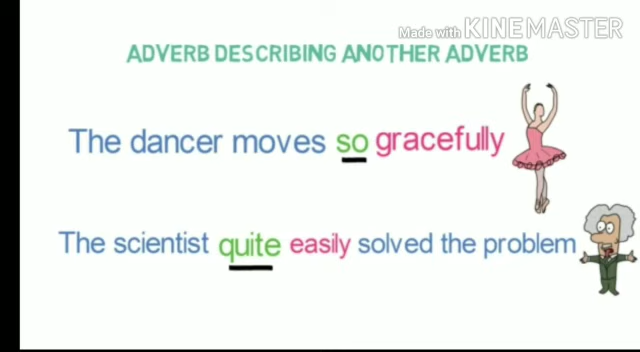 Made with KINEMASTER
ADVERB DESCRIBING ANOTHER ADVERB
The dancer moves so gracefully
The scientist quite easily solved the problem